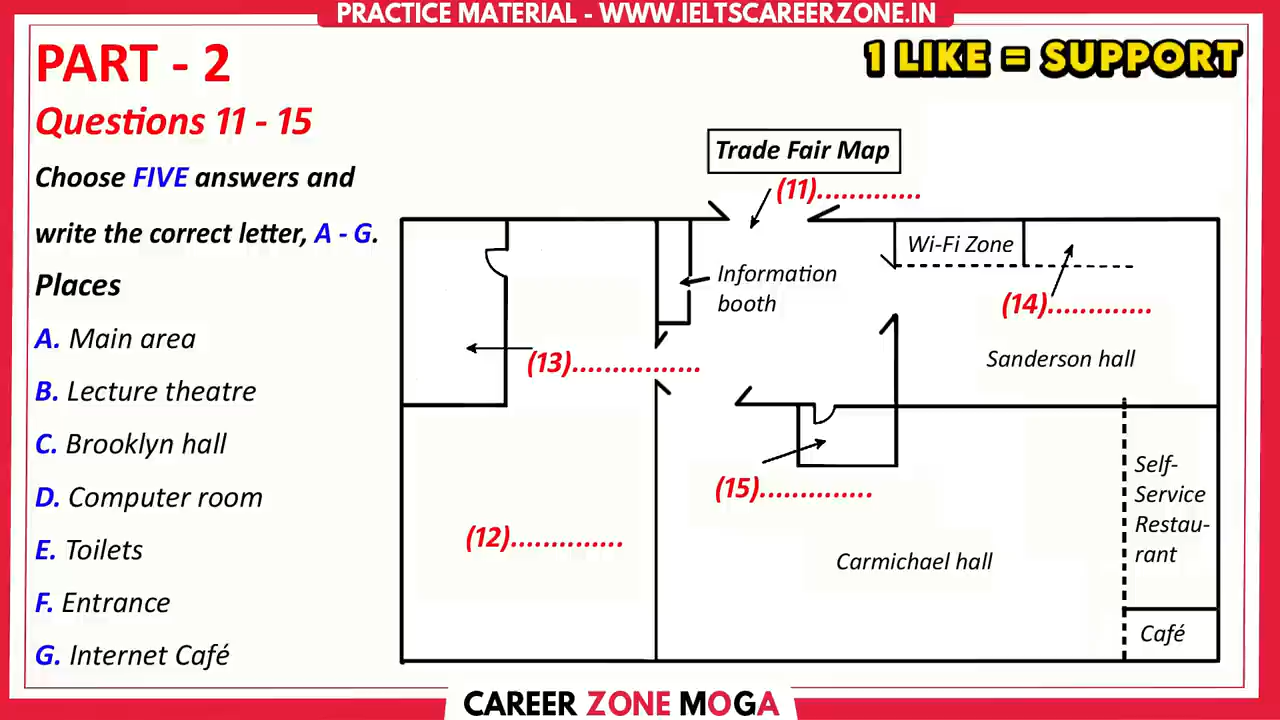 PRACTICE MATERIAL - WWW.IELTSCAREERZONE.IN
PART - 2
1 LIKE = SUPPORT
Questions 11 - 15
Choose FIVE answers and
write the correct letter, A - G.
Places
A. Main area
B. Lecture theatre
C. Brooklyn hall
D. Computer room
E. Toilets
F. Entrance
G. Internet Café
Trade Fair Map
(11).............
Wi-Fi Zone
Information
booth
(14).............
(13)................
Sanderson hall
(15)..............
(12)..............
Carmichael hall
Self-
Service
Restau-
rant
Café
CAREER ZONE MOGA